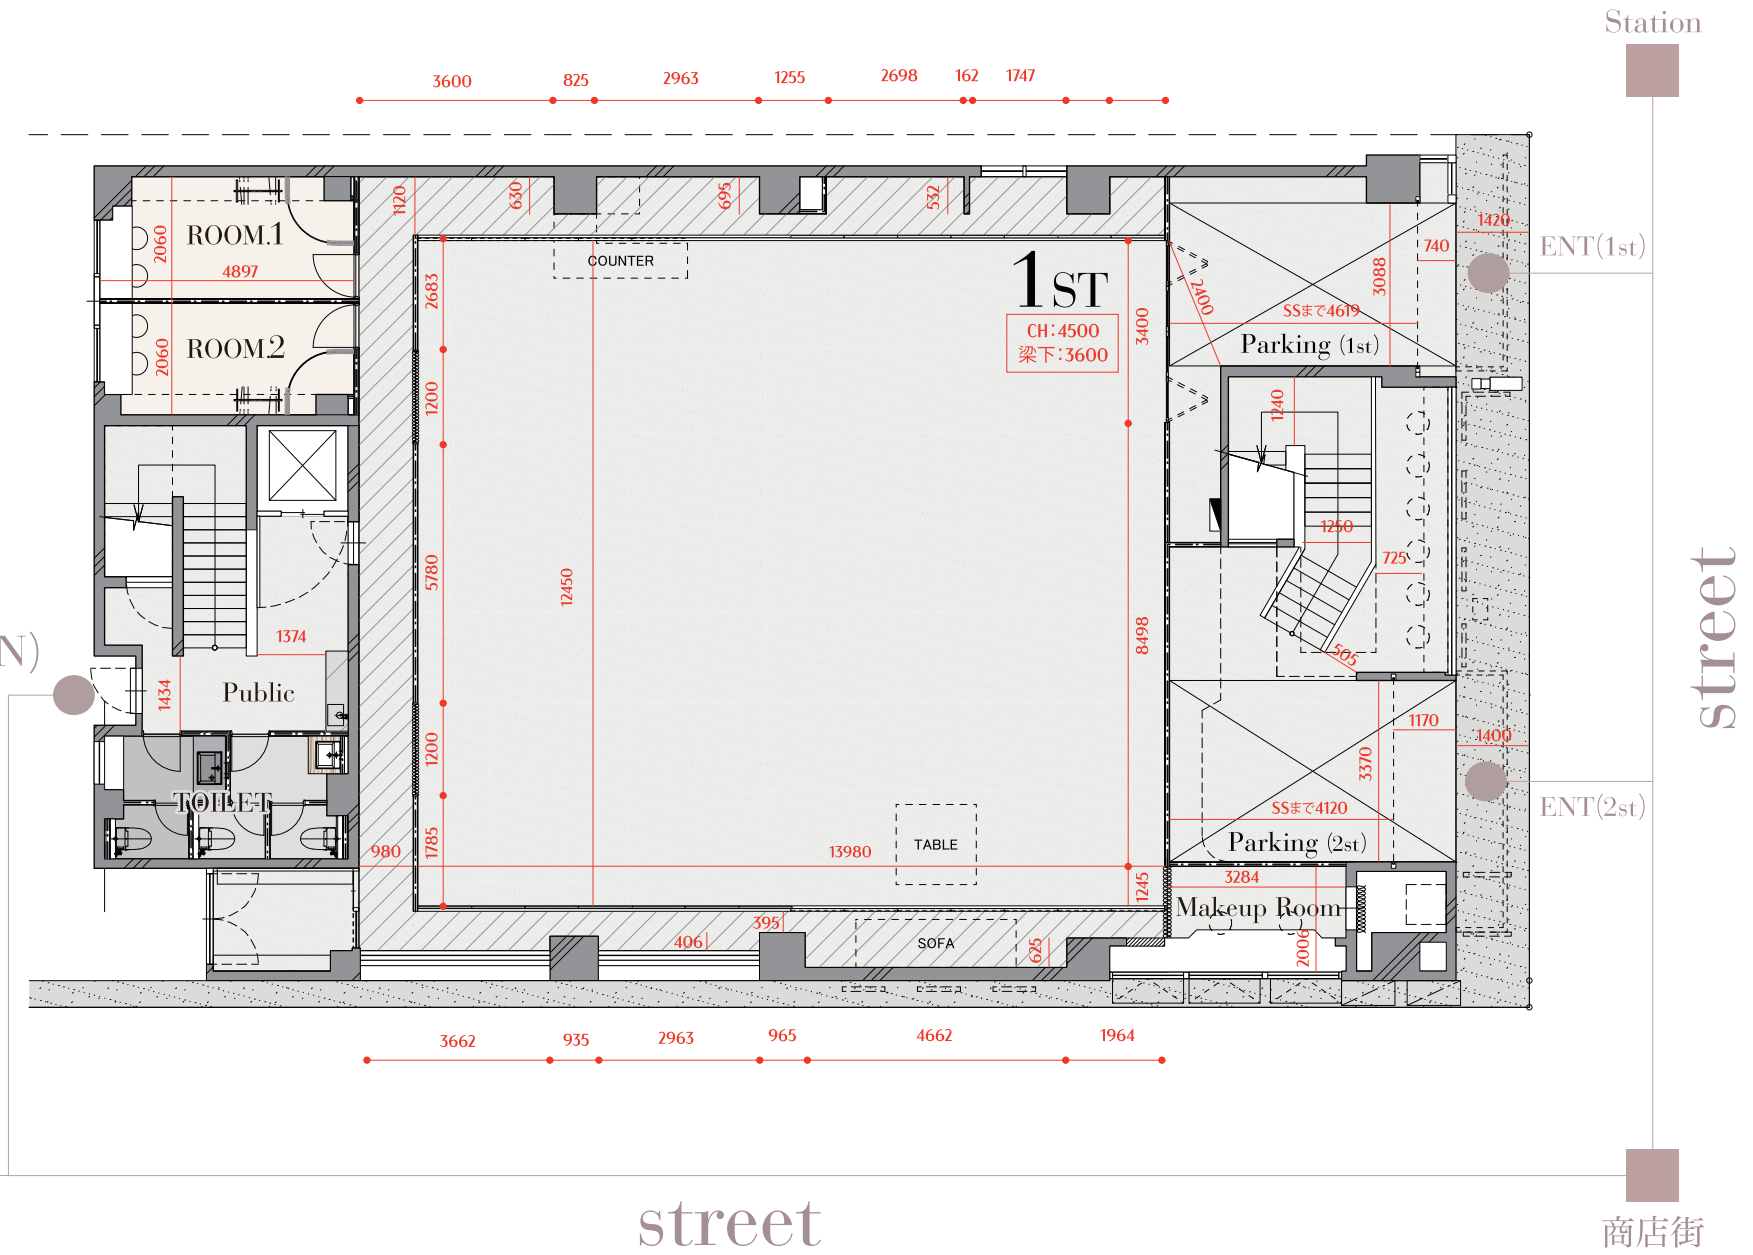 Station
3600
825
2963
1255
2698
162
1747
1120
630
695
532
1420
ENT(1st)
740
ROOM.1
2060
4897
COUNTER
1ST
CH:4500
梁下:3600
2683
2400
3400
3088
SSまで4619
Parking (1st)
ROOM.2
2060
1200
1240
1250
725
5780
12450
8498
505
street
1374
N)
Public
1434
1170
1400
1200
3370
TOILET
SSまで4120
ENT(2st)
Parking (2st)
980
1785
13980
TABLE
1245
3284
Makeup Room
395
406
SOFA
625
2006
3662
935
2963
965
4662
1964
street
商店街